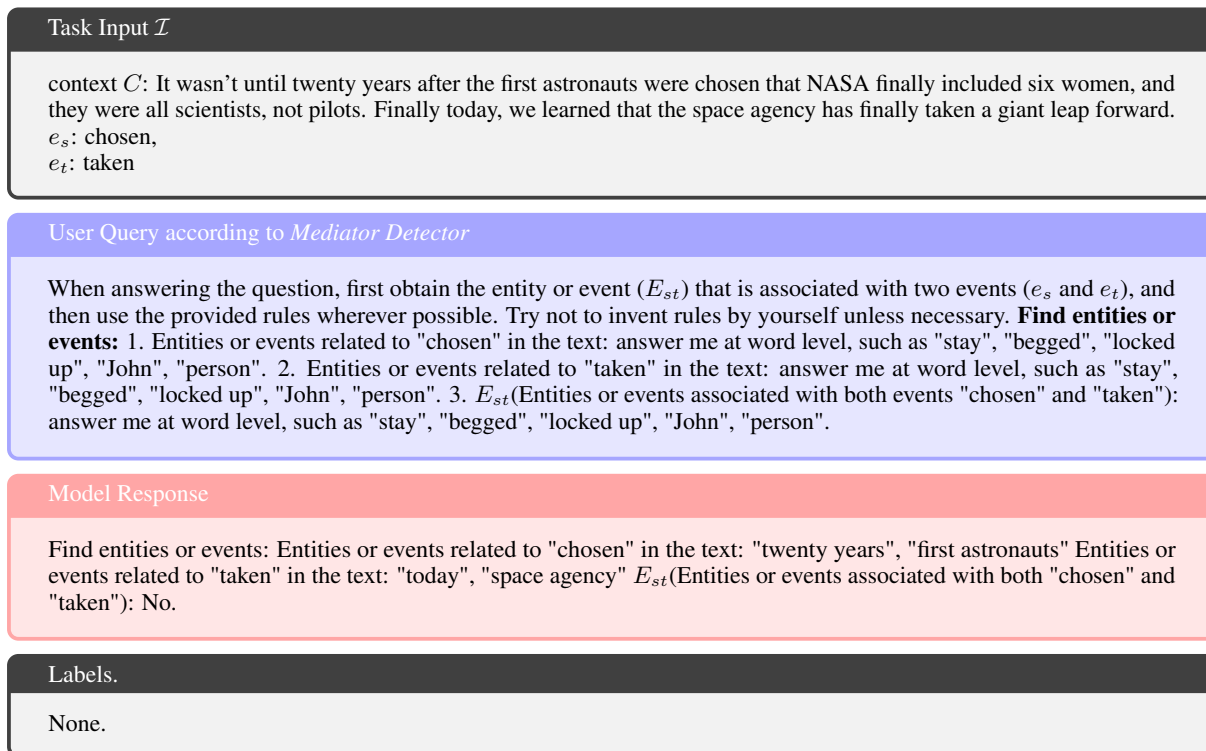 Task Input ℐ
context C: It wasn't until twenty years after the first astronauts were chosen that NASA finally included six women, and
they were all scientists, not pilots. Finally today, we learned that the space agency has finally taken a giant leap forward.
e_s: chosen,
e_t: taken
User Query according to Mediator Detector
When answering the question, first obtain the entity or event (E_st) that is associated with two events (e_s and e_t), and
then use the provided rules wherever possible. Try not to invent rules by yourself unless necessary. Find entities or
events: 1. Entities or events related to "chosen" in the text: answer me at word level, such as "stay", "begged", "locked
up", "John", "person". 2. Entities or events related to "taken" in the text: answer me at word level, such as "stay",
"begged", "locked up", "John", "person". 3. E_st(Entities or events associated with both events "chosen" and "taken"):
answer me at word level, such as "stay", "begged", "locked up", "John", "person".
Model Response
Find entities or events: Entities or events related to "chosen" in the text: "twenty years", "first astronauts" Entities or
events related to "taken" in the text: "today", "space agency" E_st(Entities or events associated with both "chosen" and
"taken"): No.
Labels.
None.